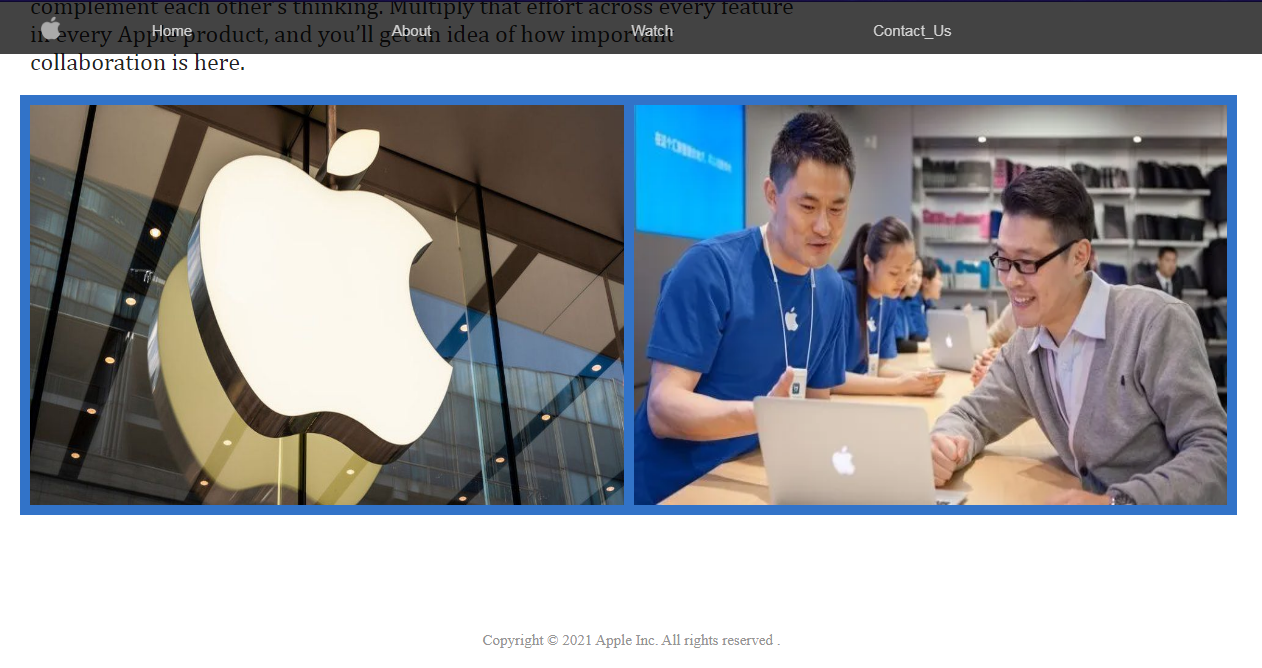 complement each other's thinking. Multiply that effort across every feature
Home About Watch Contact_Us
in every Apple product, and you’ll get an idea of how important
collaboration is here.
Copyright © 2021 Apple Inc. All rights reserved .